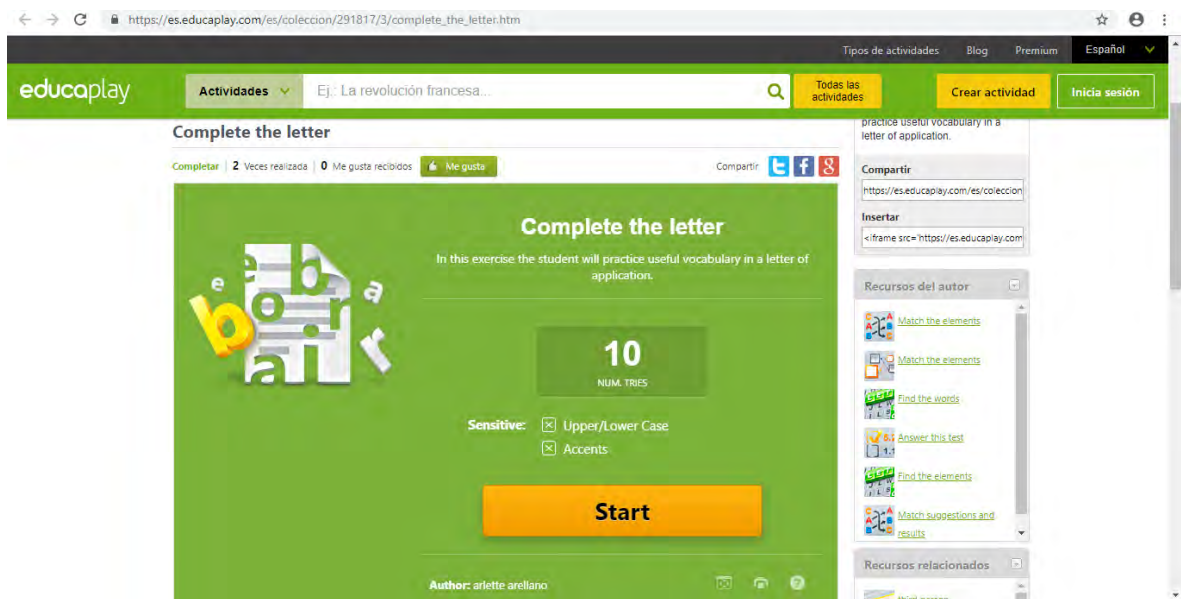 https://es.educaplay.com/es/coleccion/291817/3/complete_the_letter.htm
Tipos de actividades Blog Premium Español
educaplay Actividades Ej.: La revolución francesa... Todas las actividades Crear actividad Inicia sesión
Complete the letter
Completar 2 Veces realizada 0 Me gusta recibidos Me gusta Compartir
Complete the letter
In this exercise the student will practice useful vocabulary in a letter of
application.
10
NUM. TRIES
Sensitive: Upper/Lower Case
Accents
Start
Author: arlette arellano
practice useful vocabulary in a
letter of application.
Compartir
https://es.educaplay.com/es/coleccion
Insertar
<iframe src='https://es.educaplay.com
Recursos del autor
Match the elements
Match the elements
Find the words
Answer this test
Find the elements
Match suggestions and
results
Recursos relacionados
third person